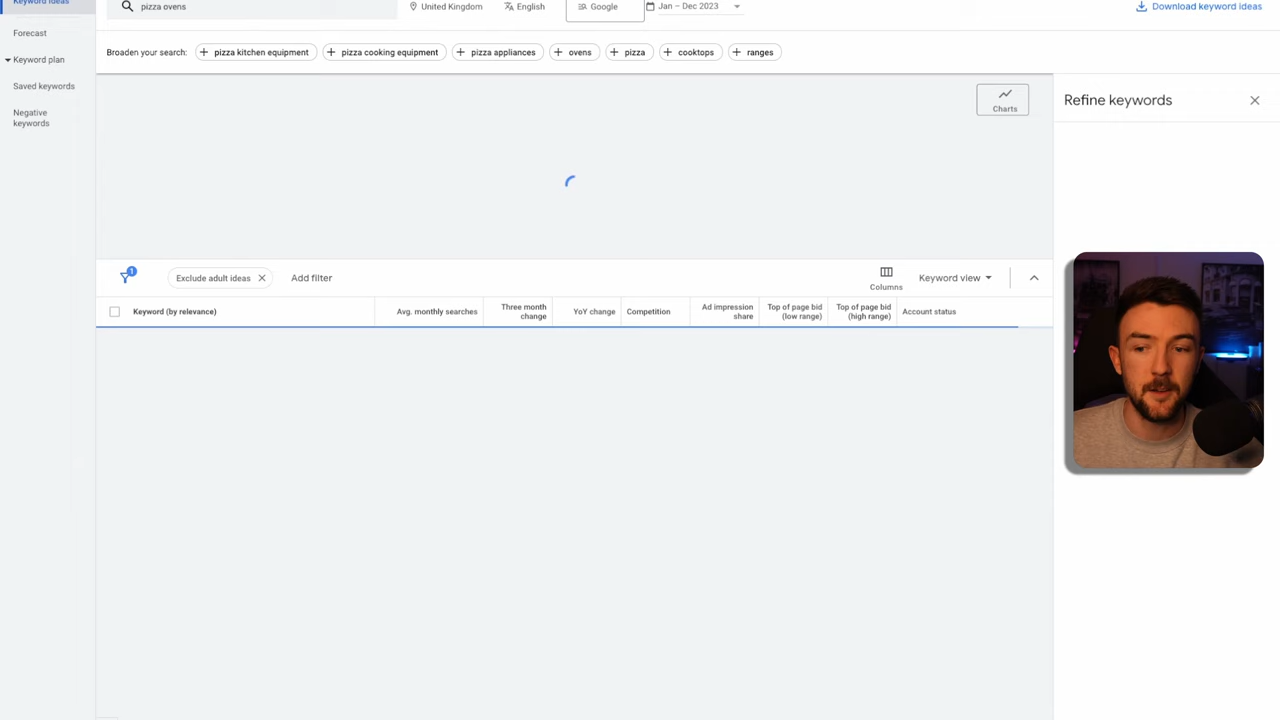 Keyword ideas
pizza ovens
United Kingdom
English
Google
Jan – Dec 2023
Download keyword ideas
Forecast
Keyword plan
Saved keywords
Negative
keywords
Broaden your search:
pizza kitchen equipment
pizza cooking equipment
pizza appliances
ovens
pizza
cooktops
ranges
Charts
Refine keywords
1
Exclude adult ideas
Add filter
Columns
Keyword view
Keyword (by relevance)
Avg. monthly searches
Three month
change
YoY change
Competition
Ad impression
share
Top of page bid
(low range)
Top of page bid
(high range)
Account status